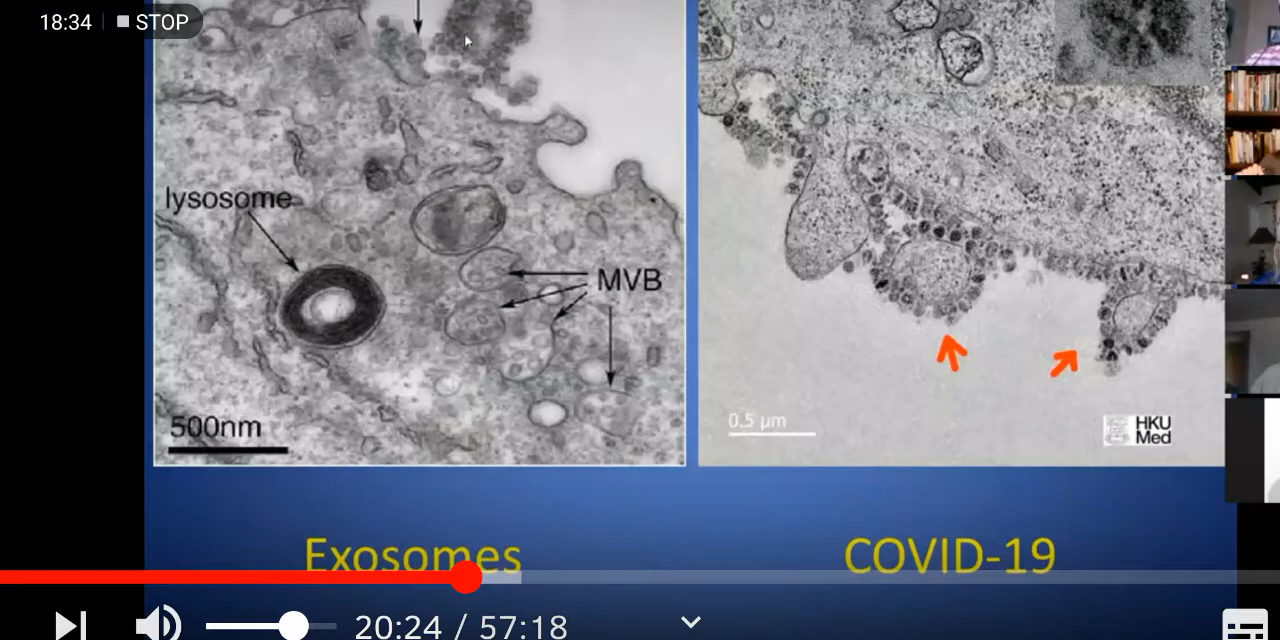 18:34 STOP
lysosome
MVB
500nm
0.5 µm
HKU
Med
Exosomes
COVID-19
20:24 / 57:18